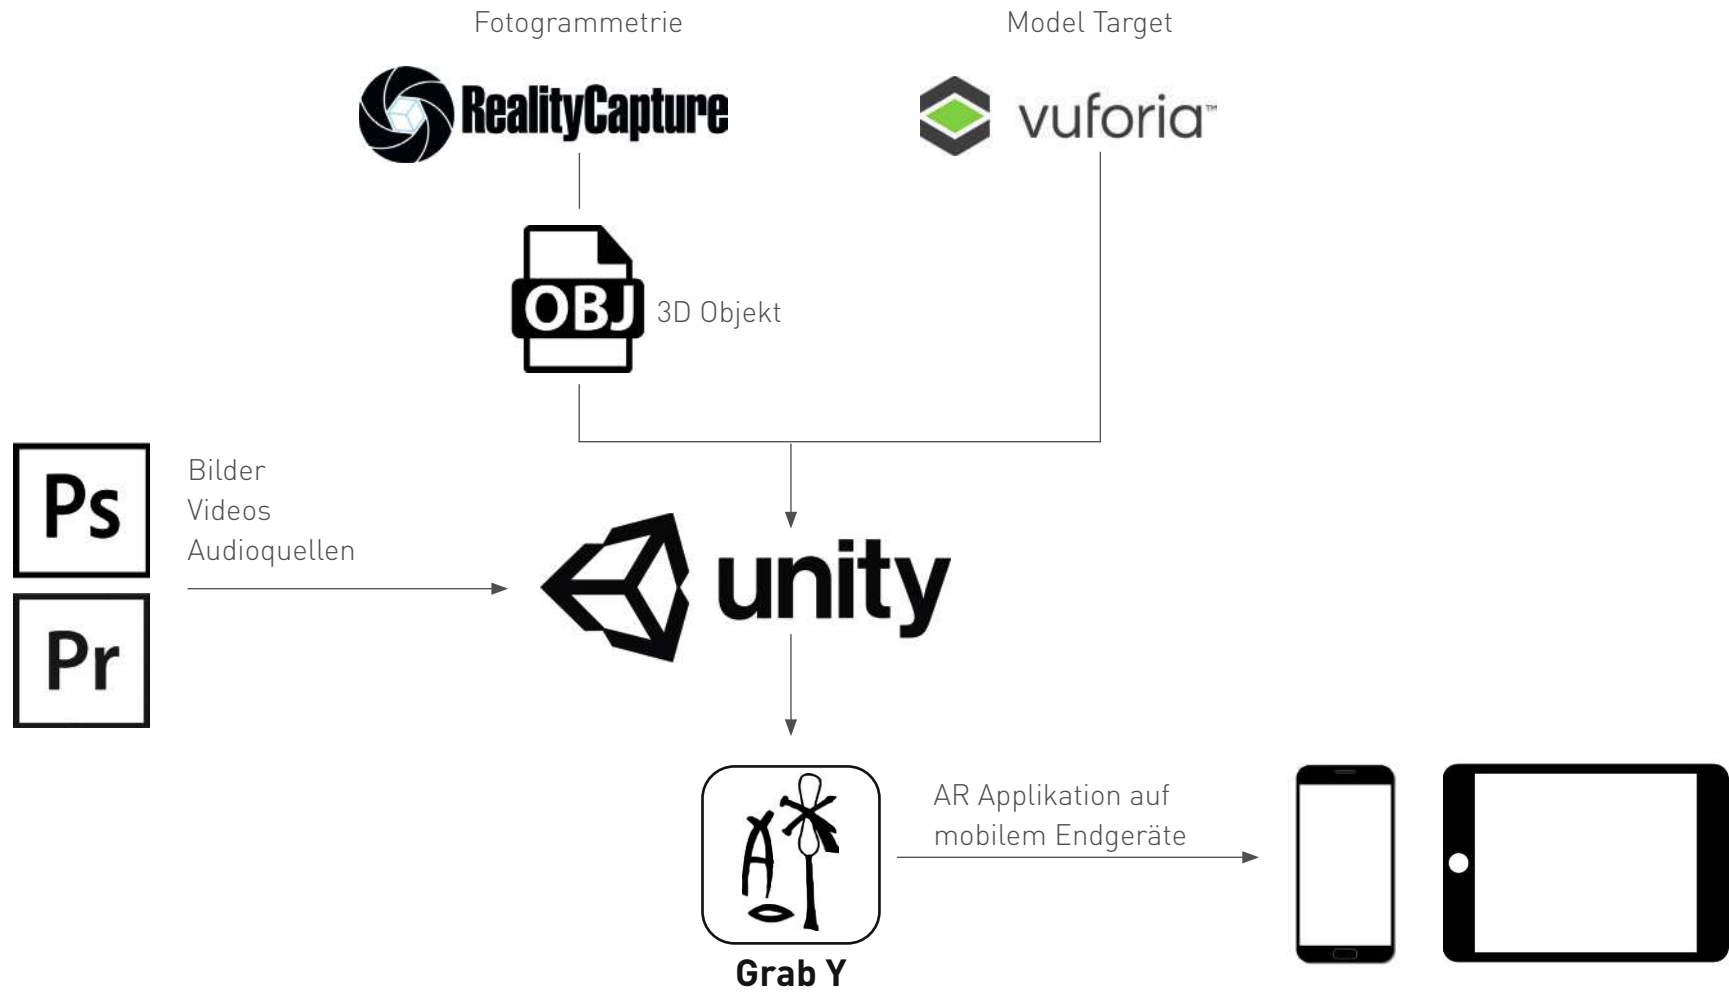 Fotogrammetrie
Model Target
RealityCapture
vuforia™
OBJ
3D Objekt
Ps
Bilder
Videos
Audioquellen
Pr
unity
AR Applikation auf
mobilem Endgeräte
Grab Y